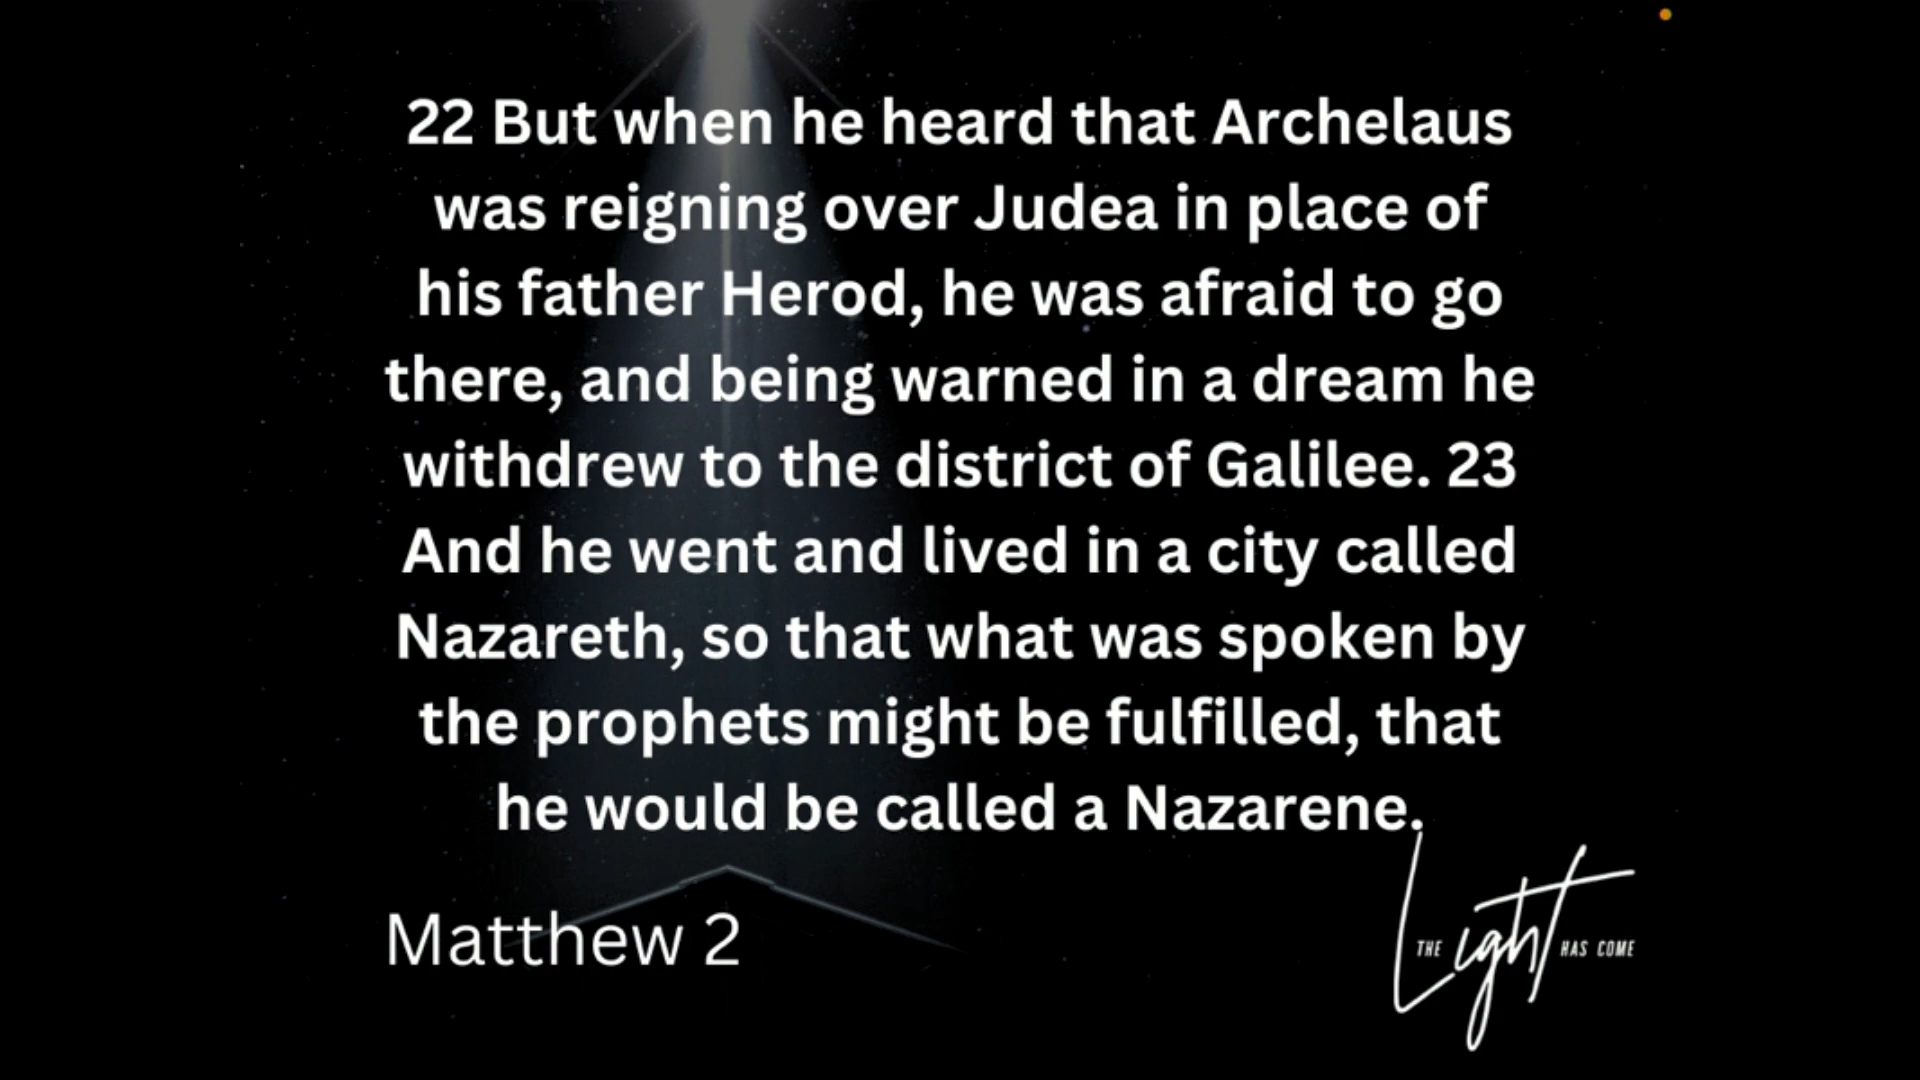 22 But when he heard that Archelaus
was reigning over Judea in place of
his father Herod, he was afraid to go
there, and being warned in a dream he
withdrew to the district of Galilee. 23
And he went and lived in a city called
Nazareth, so that what was spoken by
the prophets might be fulfilled, that
he would be called a Nazarene.
Matthew 2
THE Light HAS COME